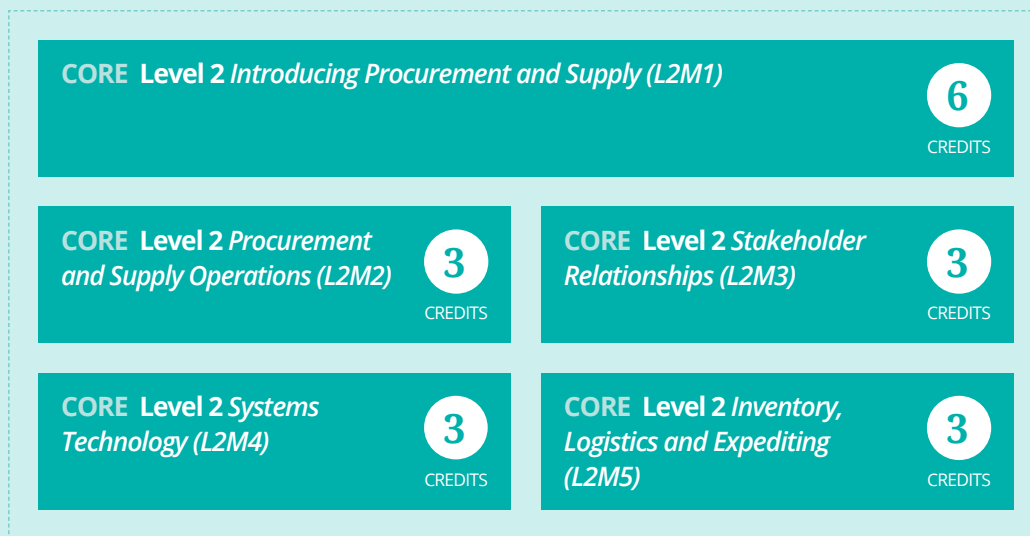 CORE Level 2 Introducing Procurement and Supply (L2M1)
6
CREDITS
CORE Level 2 Procurement
and Supply Operations (L2M2)
3
CREDITS
CORE Level 2 Stakeholder
Relationships (L2M3)
3
CREDITS
CORE Level 2 Systems
Technology (L2M4)
3
CREDITS
CORE Level 2 Inventory,
Logistics and Expediting
(L2M5)
3
CREDITS